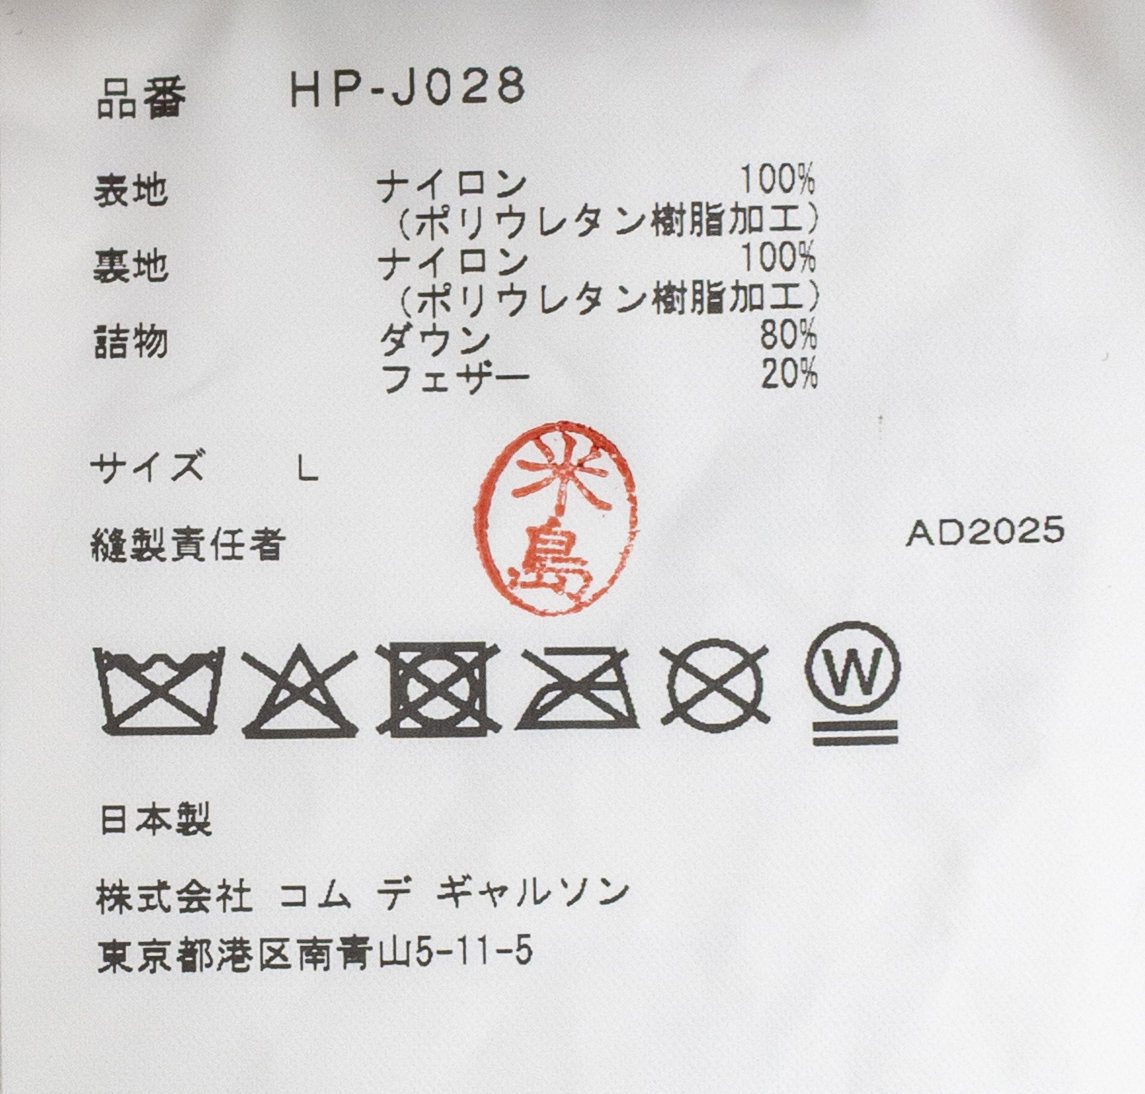 品番 HP-J028
表地 ナイロン 100%
(ポリウレタン樹脂加工)
裏地 ナイロン 100%
(ポリウレタン樹脂加工)
詰物 ダウン 80%
フェザー 20%
サイズ L
米島
縫製責任者
AD2025
W
日本製
株式会社 コム デ ギャルソン
東京都港区南青山5-11-5